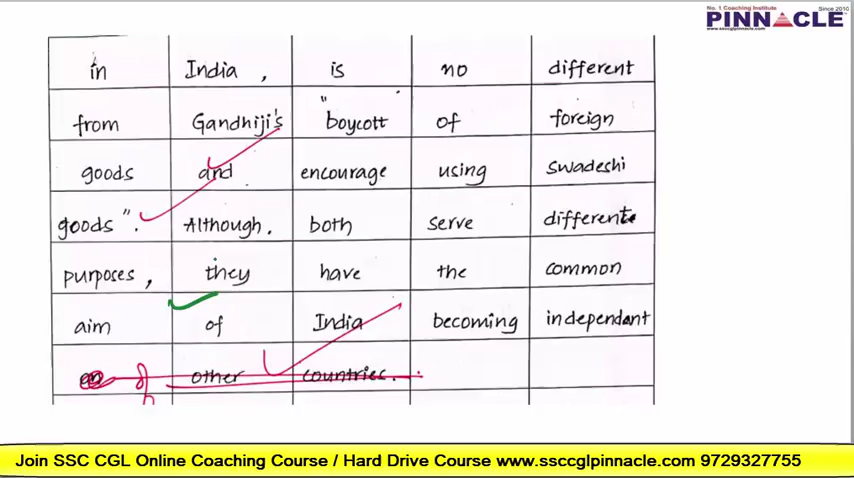 No. 1 Coaching Institute
Since 2010
PINNACLE
www.ssccglpinnacle.com
in India, is no different
from Gandhiji's "boycott of foreign
goods and encourage using swadeshi
goods". Although, both serve different
purposes, they have the common
aim of India becoming independant
other countries.
Join SSC CGL Online Coaching Course / Hard Drive Course www.ssccglpinnacle.com 9729327755